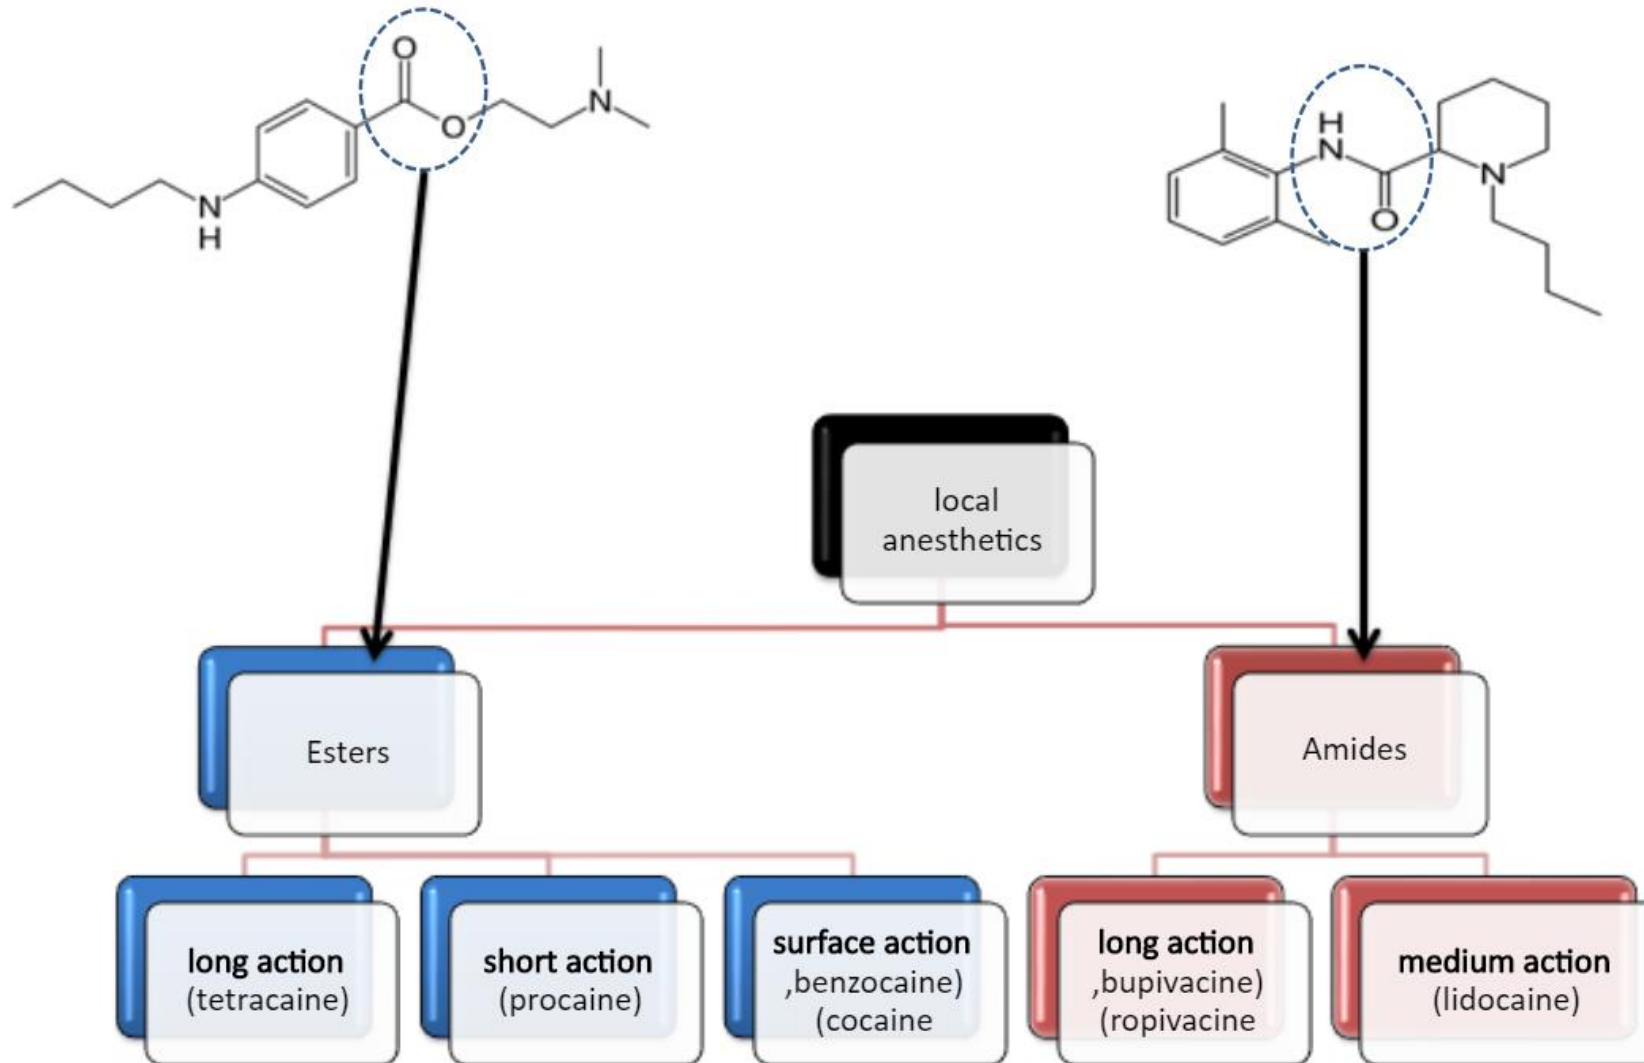 O
O
N
N
H
H
N
O
N
local
anesthetics
Esters
Amides
long action
(tetracaine)
short action
(procaine)
surface action
,benzocaine)
(cocaine
long action
,bupivacine)
(ropivacine
medium action
(lidocaine)